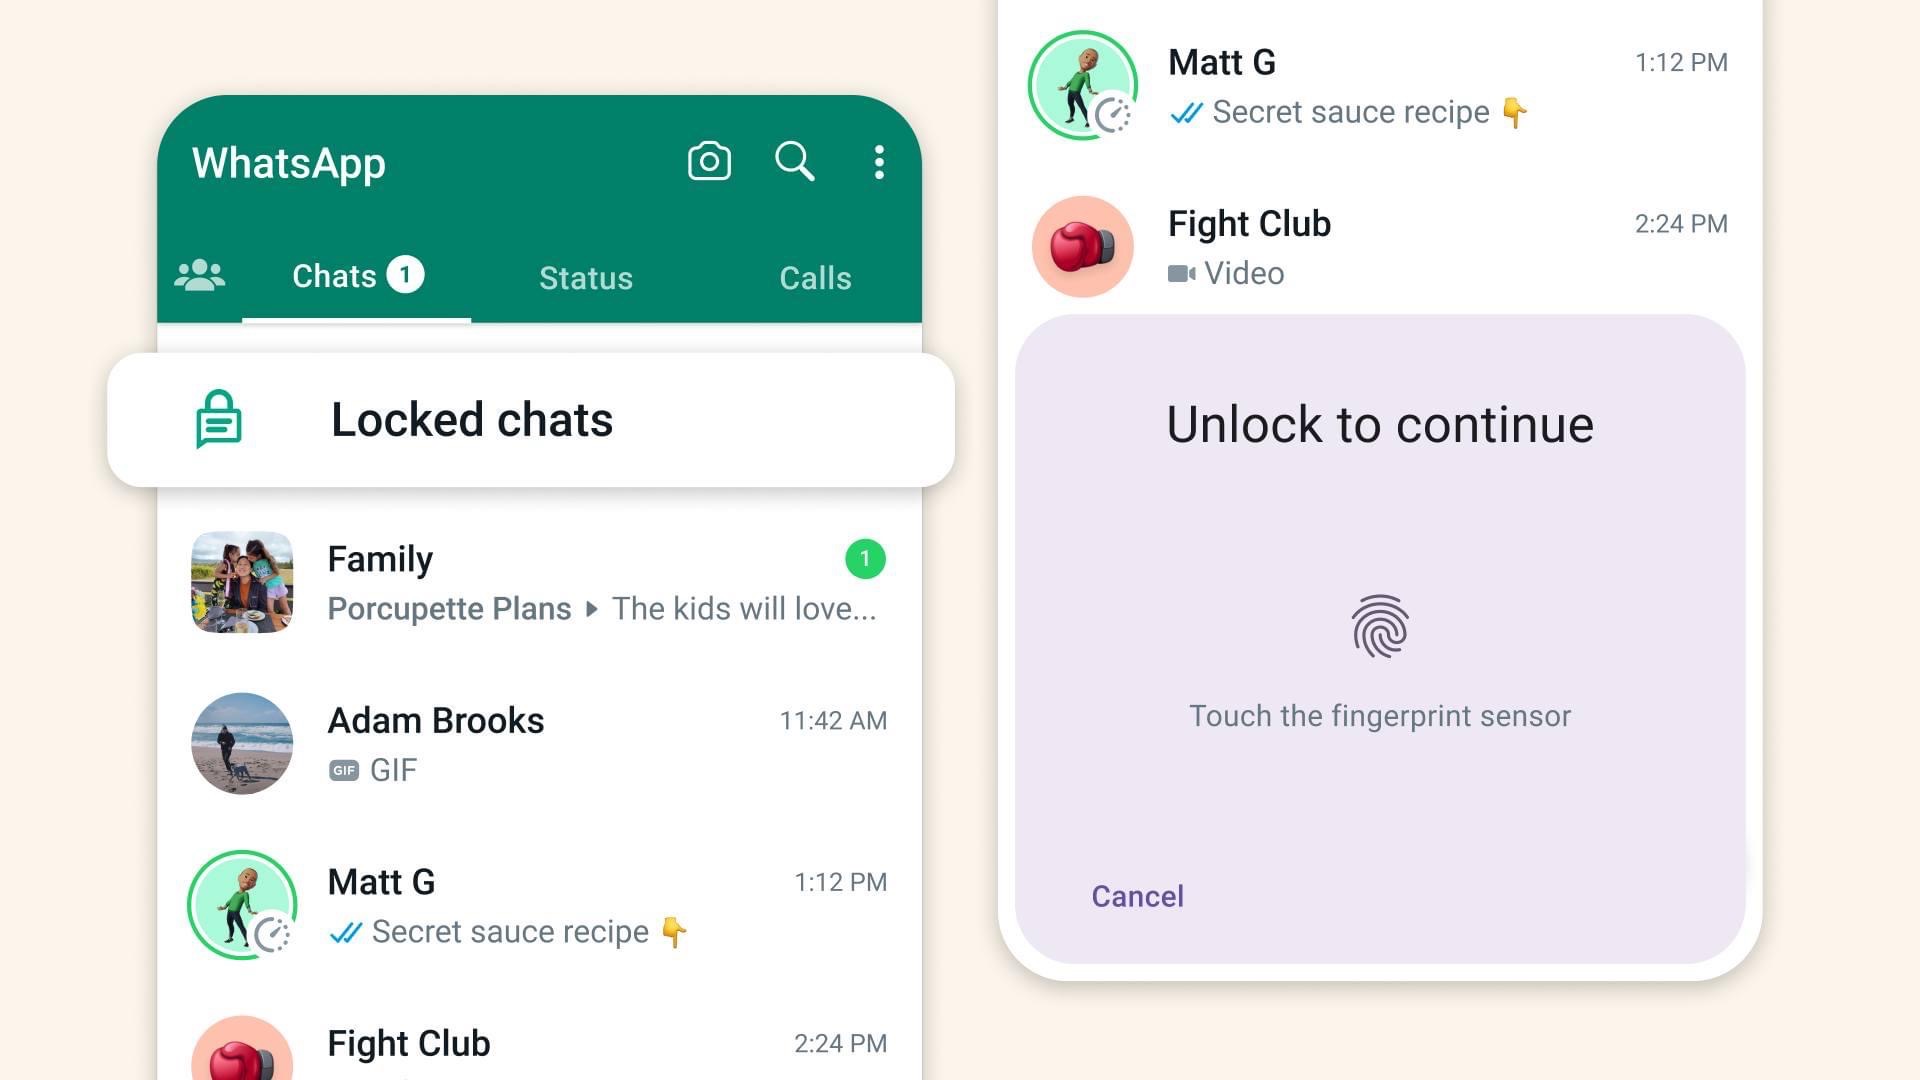 WhatsApp
Chats 1
Status
Calls
Locked chats
Family
1
Porcupette Plans ▸ The kids will love...
Adam Brooks
11:42 AM
GIF GIF
Matt G
1:12 PM
Secret sauce recipe 👇
Fight Club
2:24 PM
Matt G
1:12 PM
Secret sauce recipe 👇
Fight Club
2:24 PM
Video
Unlock to continue
Touch the fingerprint sensor
Cancel